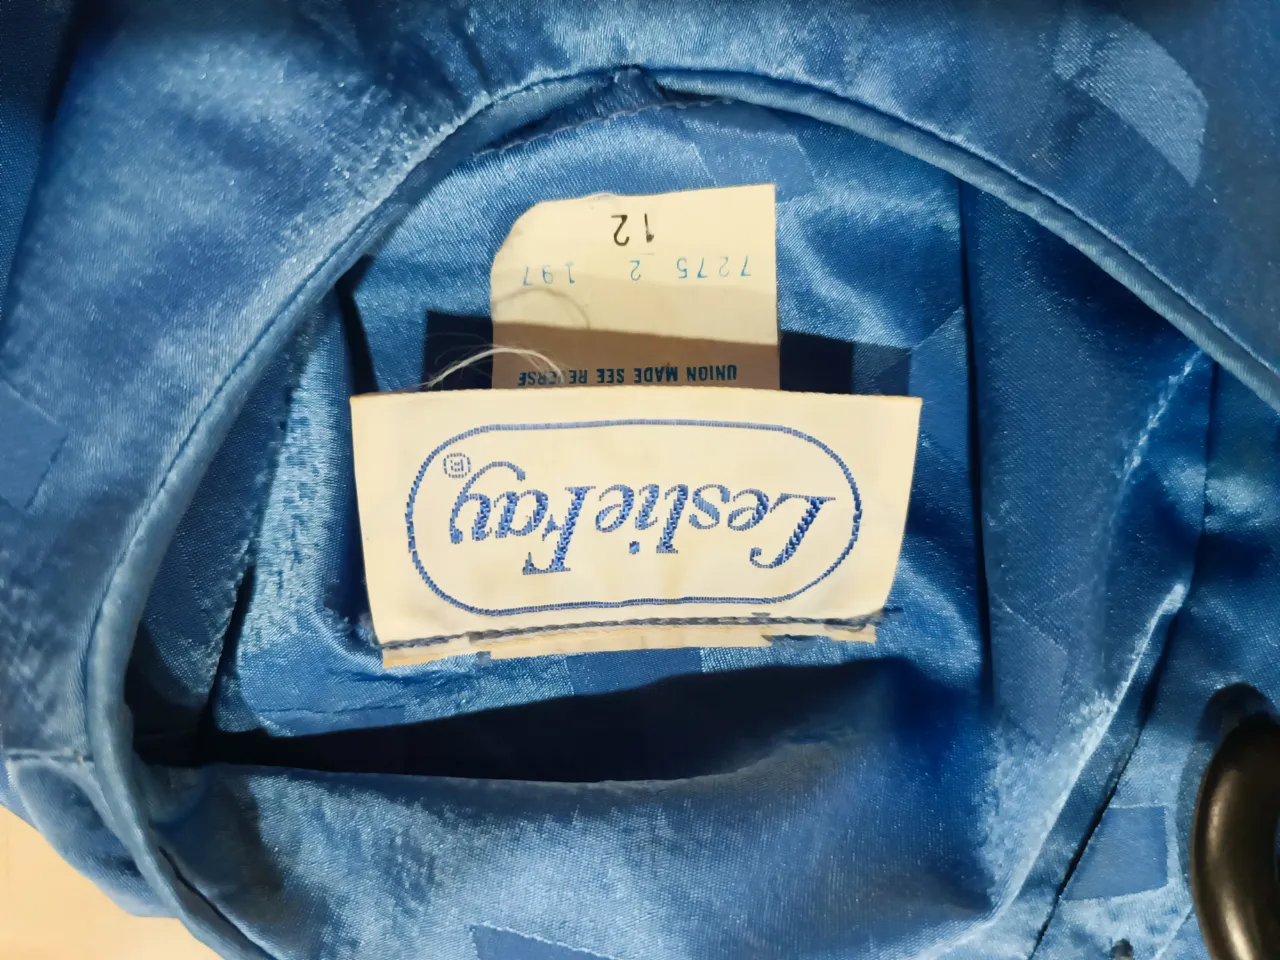 Leslie Fay®
UNION MADE SEE REVERSE
7275 2 197
12